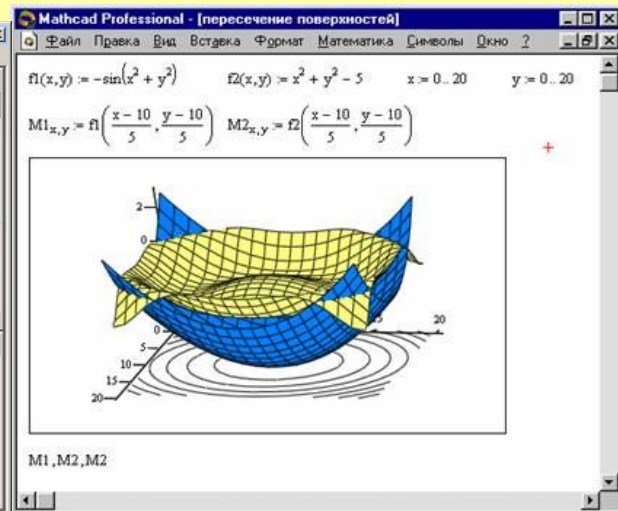 Mathcad Professional - [пересечение поверхностей]
Файл Правка Вид Вставка Формат Математика Символы Окно ?
f1(x,y) := −sin(x² + y²) f2(x,y) := x² + y² − 5 x := 0.. 20 y := 0.. 20
M1x,y := f1((x − 10)/5, (y − 10)/5) M2x,y := f2((x − 10)/5, (y − 10)/5)
2
0
0
5
10
15
20
20
M1,M2,M2